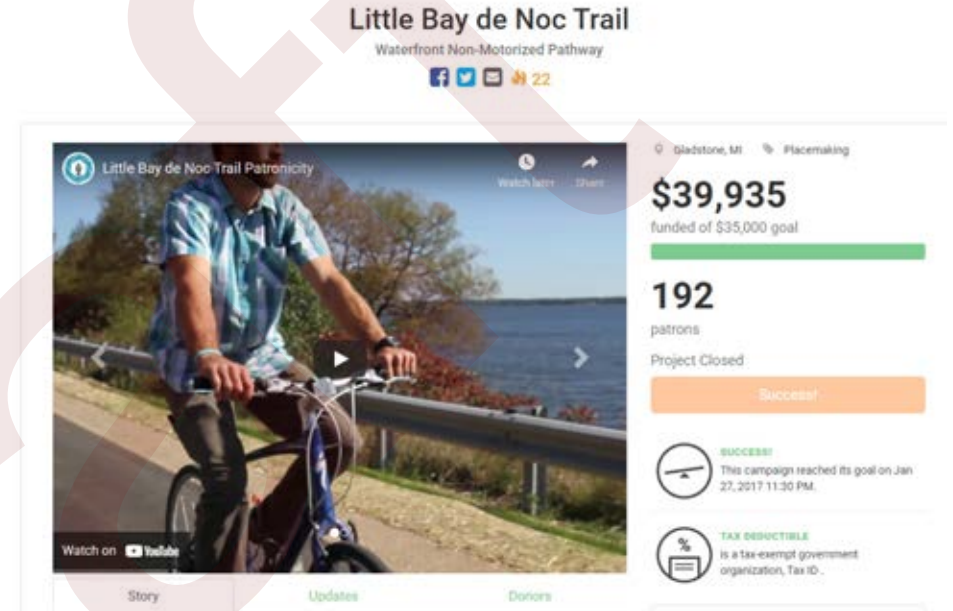 Little Bay de Noc Trail
Waterfront Non-Motorized Pathway
22
Little Bay de Noc Trail Patronicity
Watch later
Share
Watch on YouTube
Story
Updates
Donors
Gladstone, MI
Placemaking
$39,935
funded of $35,000 goal
192
patrons
Project Closed
Success!
SUCCESS!
This campaign reached its goal on Jan
27, 2017 11:30 PM.
TAX DEDUCTIBLE
is a tax-exempt government
organization, Tax ID .